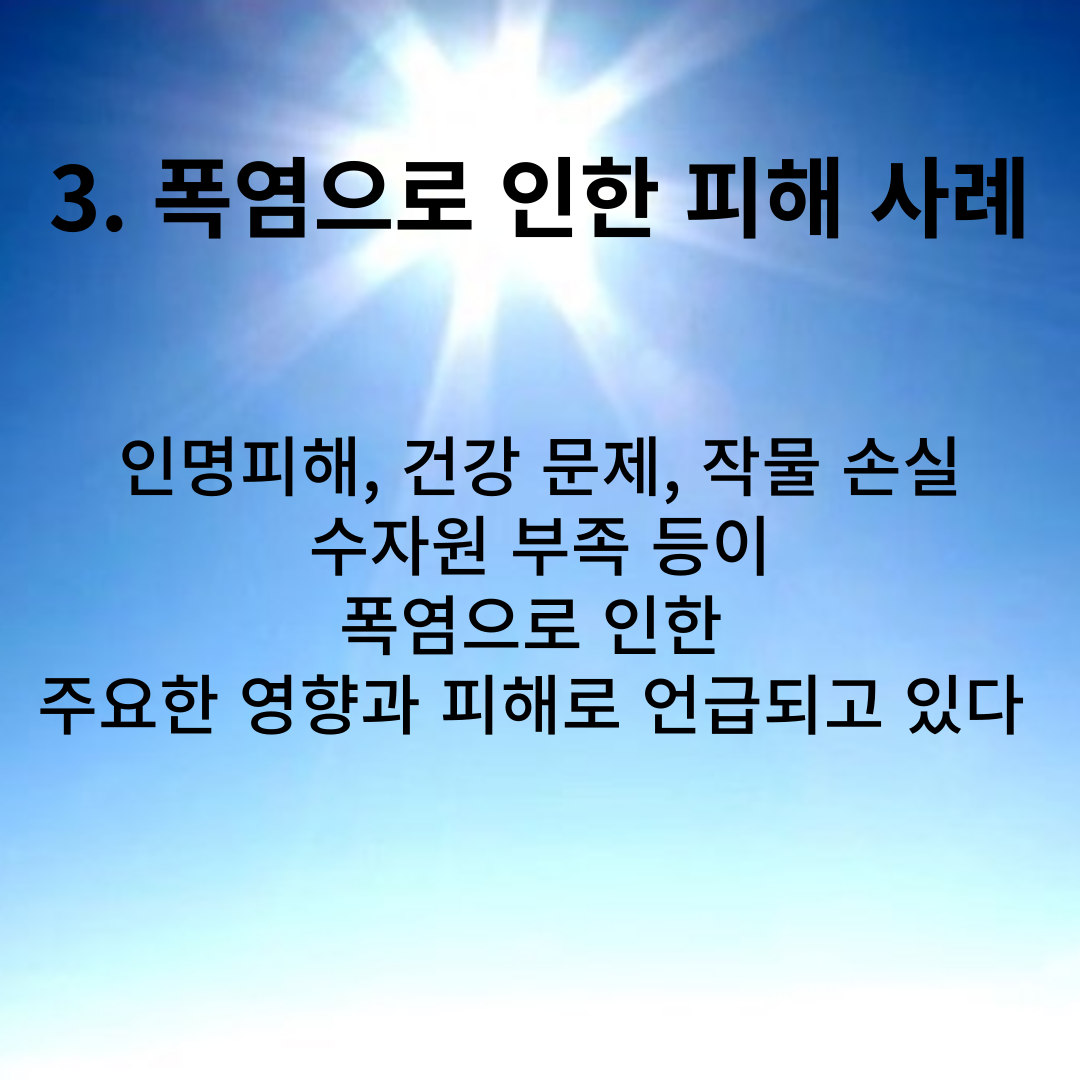 3. 폭염으로 인한 피해 사례
인명피해, 건강 문제, 작물 손실
수자원 부족 등이
폭염으로 인한
주요한 영향과 피해로 언급되고 있다